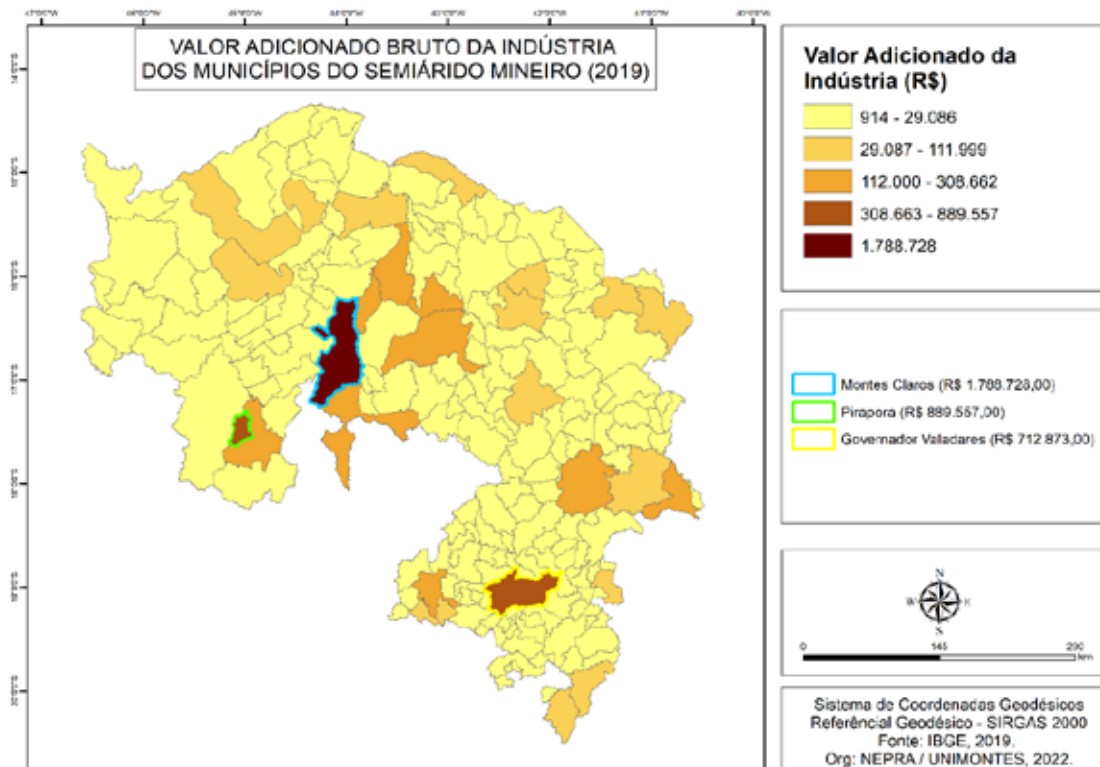 VALOR ADICIONADO BRUTO DA INDÚSTRIA
DOS MUNICÍPIOS DO SEMIÁRIDO MINEIRO (2019)
Valor Adicionado da
Indústria (R$)
914 - 29.086
29.087 - 111.999
112.000 - 308.662
308.663 - 889.557
1.788.728
Montes Claros (R$ 1.788.728,00)
Pirapora (R$ 889.557,00)
Governador Valadares (R$ 712.873,00)
N
W
S
0
145
km
Sistema de Coordenadas Geodésicos
Referêncial Geodésico - SIRGAS 2000
Fonte: IBGE, 2019.
Org: NEPRA / UNIMONTES, 2022.